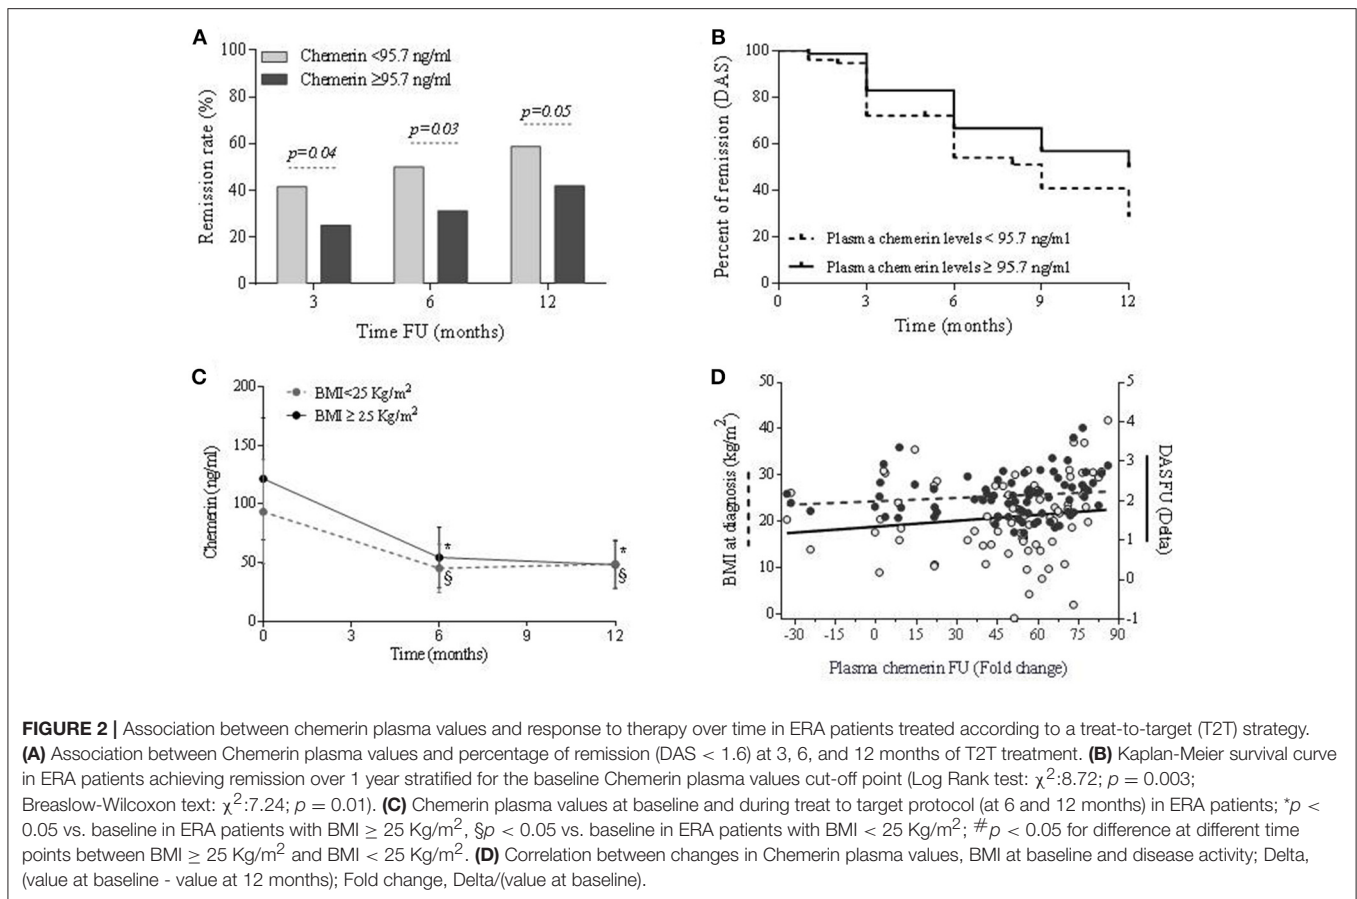 A
100
80
60
40
20
0
Remission rate (%)
Chemerin <95.7 ng/ml
Chemerin ≥95.7 ng/ml
p=0.04
p=0.03
p=0.05
3
6
12
Time FU (months)
B
100
80
60
40
20
0
Percent of remission (DAS)
Plasma chemerin levels < 95.7 ng/ml
Plasma chemerin levels ≥ 95.7 ng/ml
0
3
6
9
12
Time (months)
C
200
150
100
50
0
Chemerin (ng/ml)
BMI<25 Kg/m²
BMI ≥ 25 Kg/m²
*
§
*
§
0
3
6
9
12
Time (months)
D
50
40
30
20
10
0
BMI at diagnosis (kg/m²)
5
4
3
2
1
0
-1
DAS FU (Delta)
-30
-15
0
15
30
45
60
75
90
Plasma chemerin FU (Fold change)
FIGURE 2 | Association between chemerin plasma values and response to therapy over time in ERA patients treated according to a treat-to-target (T2T) strategy.
(A) Association between Chemerin plasma values and percentage of remission (DAS < 1.6) at 3, 6, and 12 months of T2T treatment. (B) Kaplan-Meier survival curve
in ERA patients achieving remission over 1 year stratified for the baseline Chemerin plasma values cut-off point (Log Rank test: χ²:8.72; p = 0.003;
Breaslow-Wilcoxon text: χ²:7.24; p = 0.01). (C) Chemerin plasma values at baseline and during treat to target protocol (at 6 and 12 months) in ERA patients; *p <
0.05 vs. baseline in ERA patients with BMI ≥ 25 Kg/m², §p < 0.05 vs. baseline in ERA patients with BMI < 25 Kg/m²; #p < 0.05 for difference at different time
points between BMI ≥ 25 Kg/m² and BMI < 25 Kg/m². (D) Correlation between changes in Chemerin plasma values, BMI at baseline and disease activity; Delta,
(value at baseline - value at 12 months); Fold change, Delta/(value at baseline).